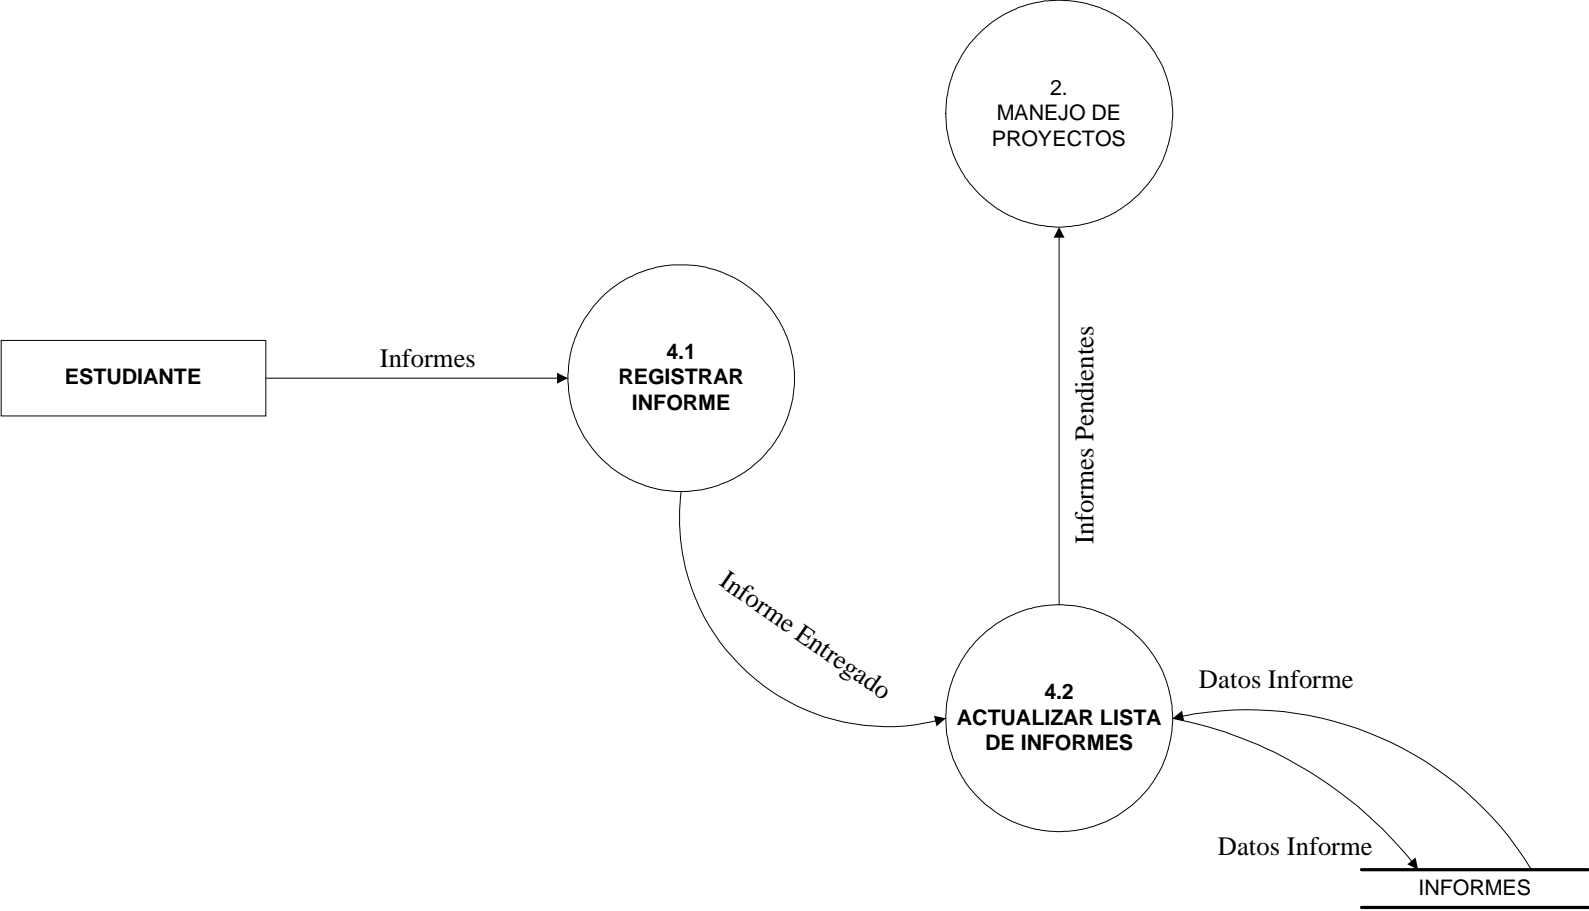 2.
MANEJO DE
PROYECTOS
ESTUDIANTE
Informes
4.1
REGISTRAR
INFORME
Informes Pendientes
Informe Entregado
4.2
ACTUALIZAR LISTA
DE INFORMES
Datos Informe
Datos Informe
INFORMES